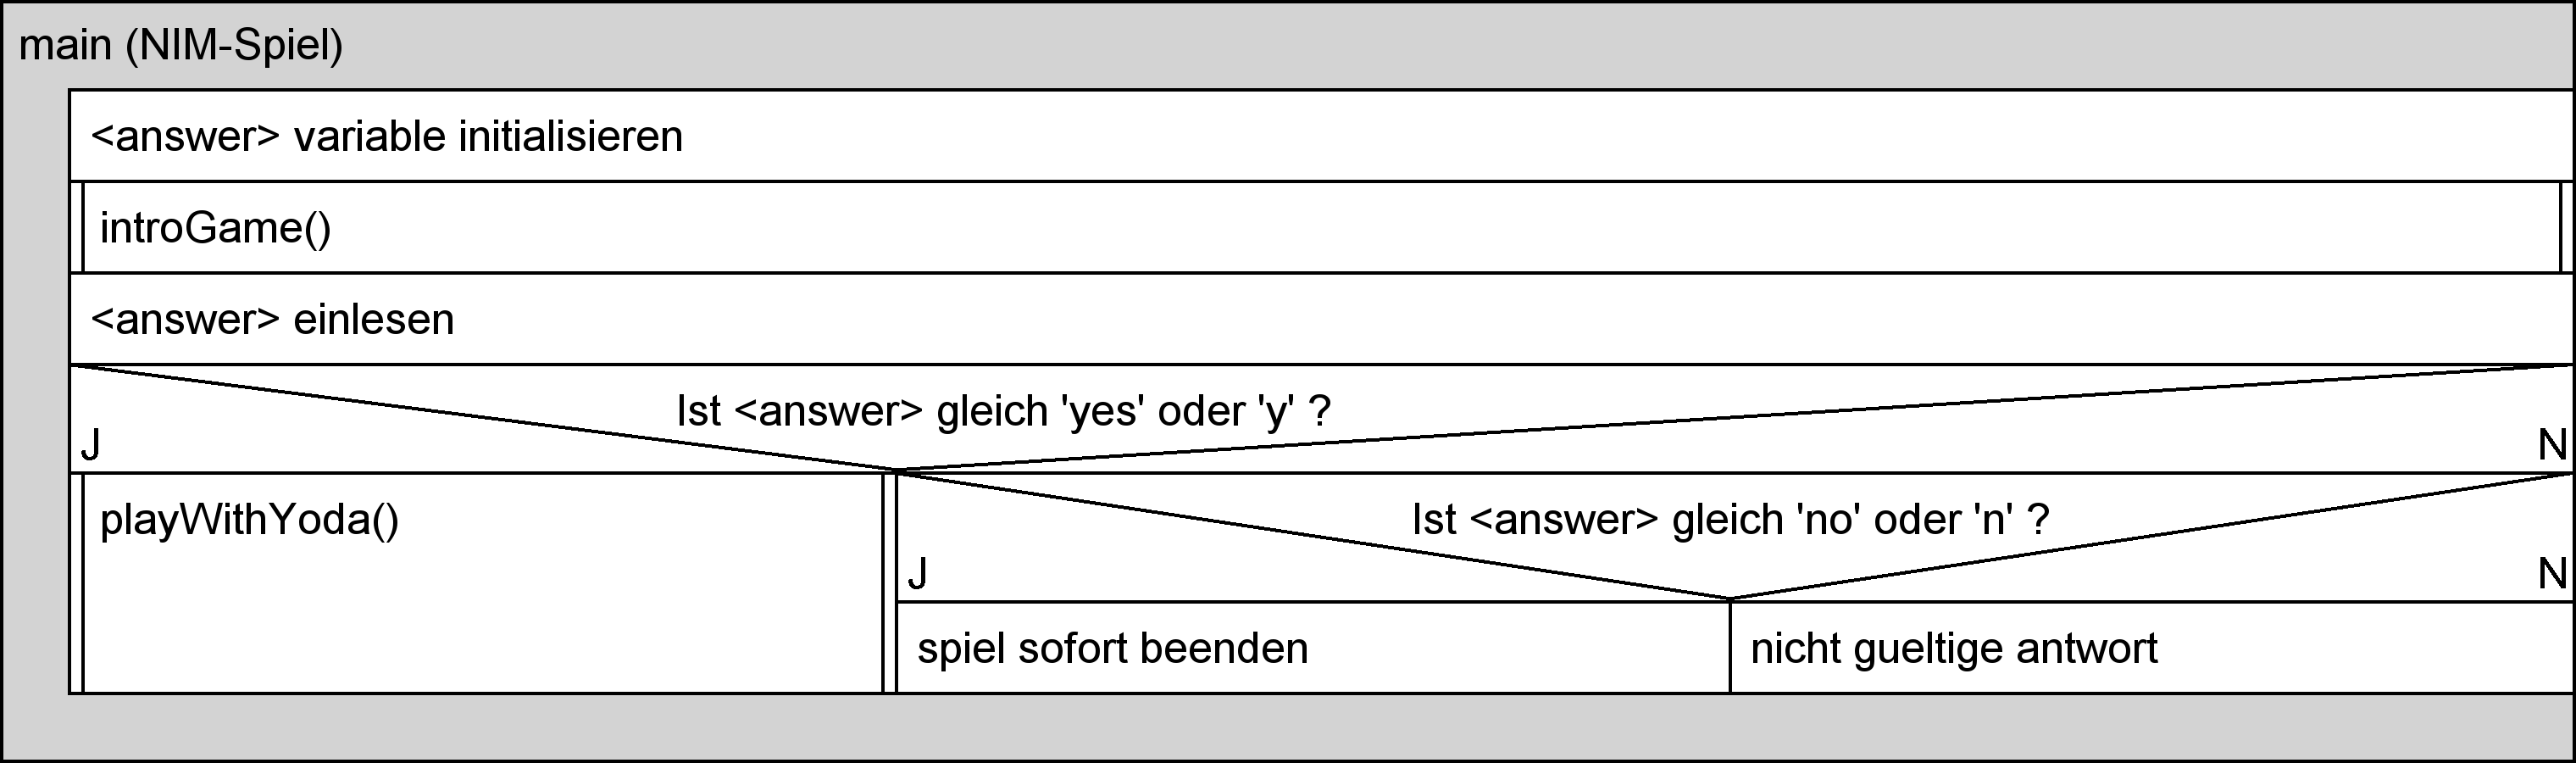 main (NIM-Spiel)
<answer> variable initialisieren
introGame()
<answer> einlesen
Ist <answer> gleich 'yes' oder 'y' ?
J
N
playWithYoda()
Ist <answer> gleich 'no' oder 'n' ?
J
N
spiel sofort beenden
nicht gueltige antwort